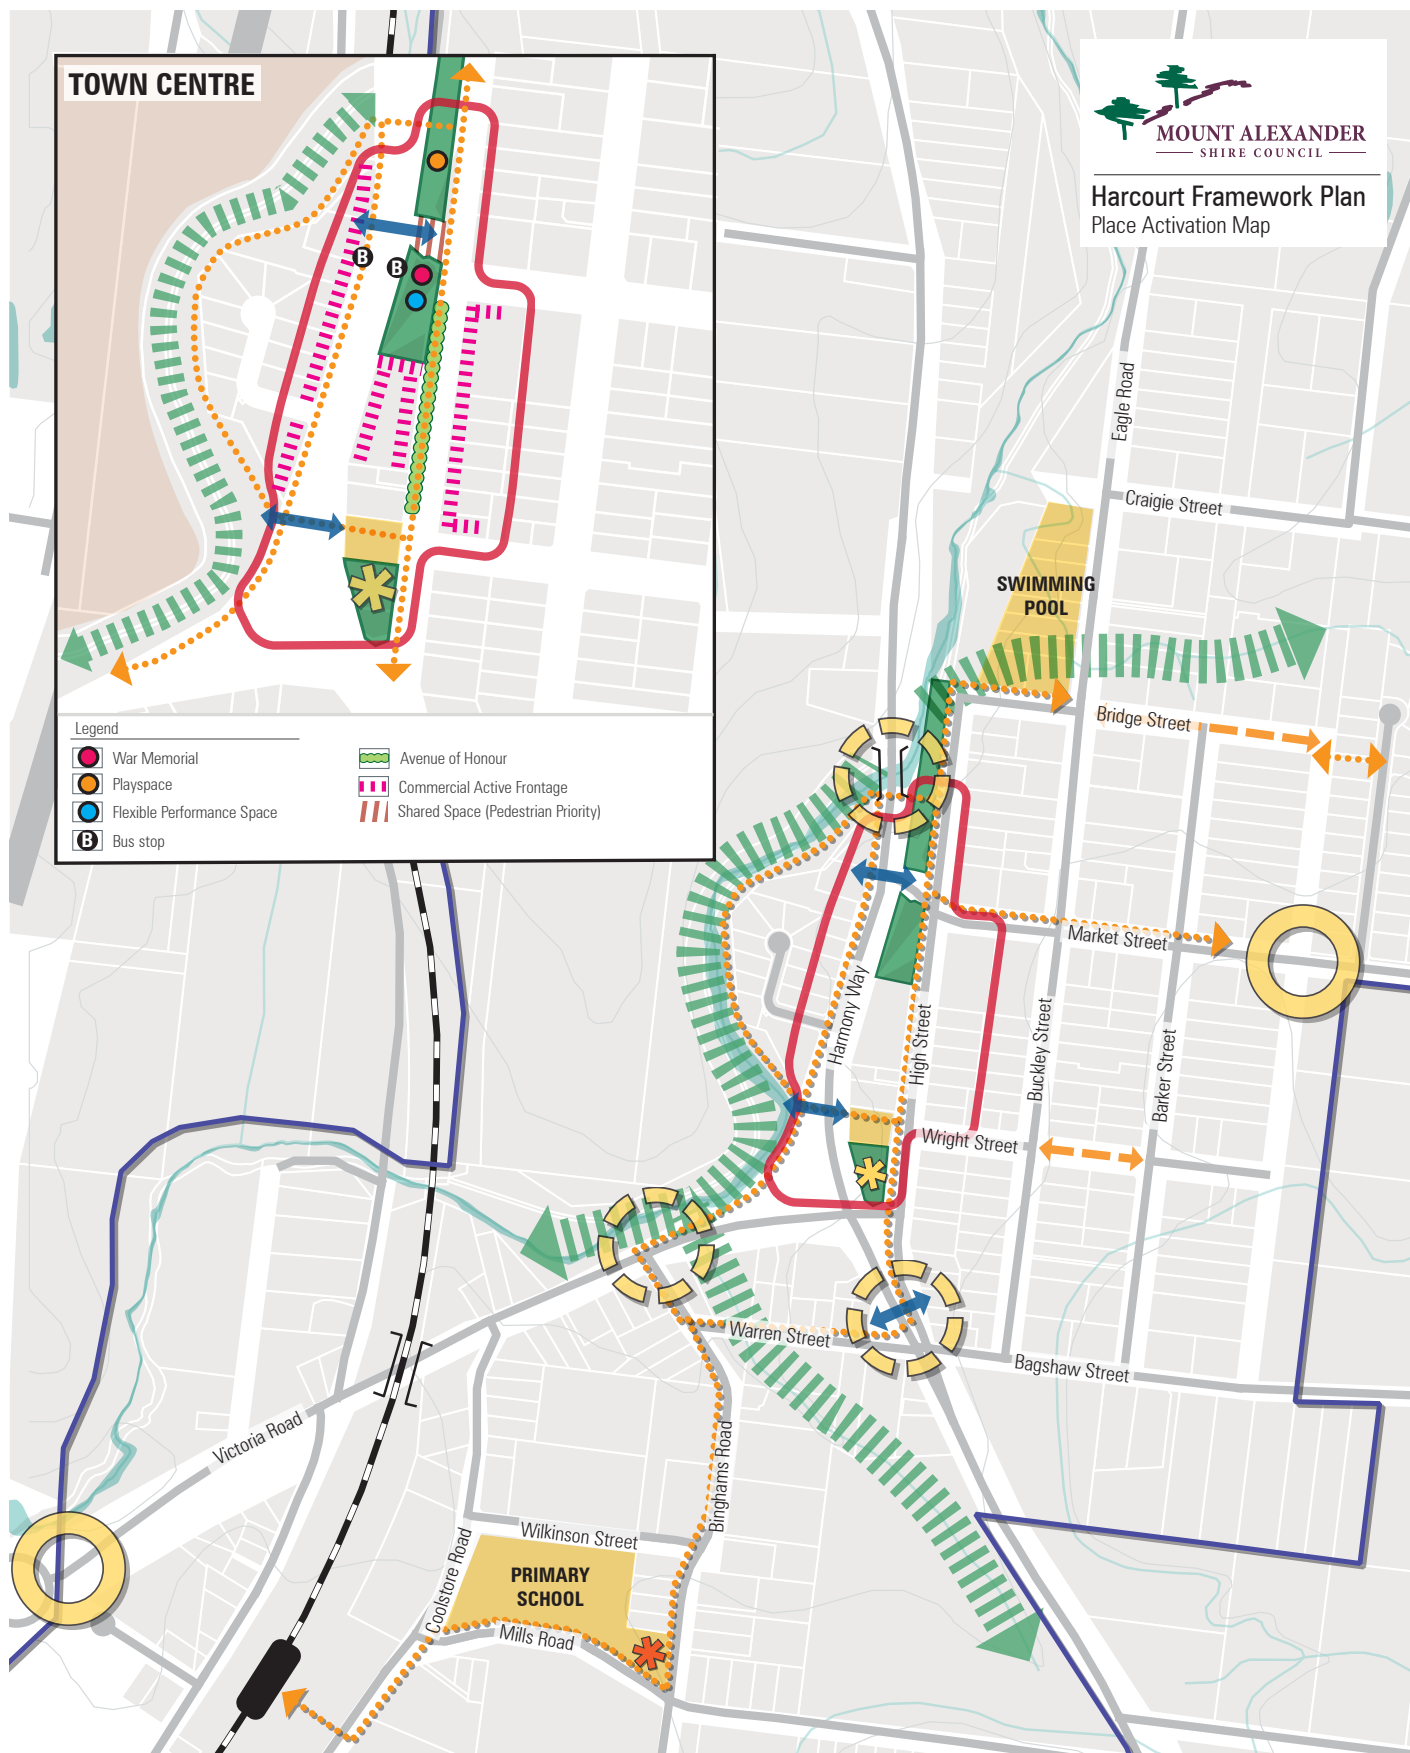 TOWN CENTRE
B
B
Legend
War Memorial
Playspace
Flexible Performance Space
B
Bus stop
Avenue of Honour
Commercial Active Frontage
Shared Space (Pedestrian Priority)
MOUNT ALEXANDER
SHIRE COUNCIL
Harcourt Framework Plan
Place Activation Map
Eagle Road
Craigie Street
SWIMMING
POOL
Bridge Street
Market Street
Harmony Way
High Street
Buckley Street
Barker Street
Wright Street
Warren Street
Bagshaw Street
Victoria Road
Binghams Road
Wilkinson Street
Coolstore Road
PRIMARY
SCHOOL
Mills Road